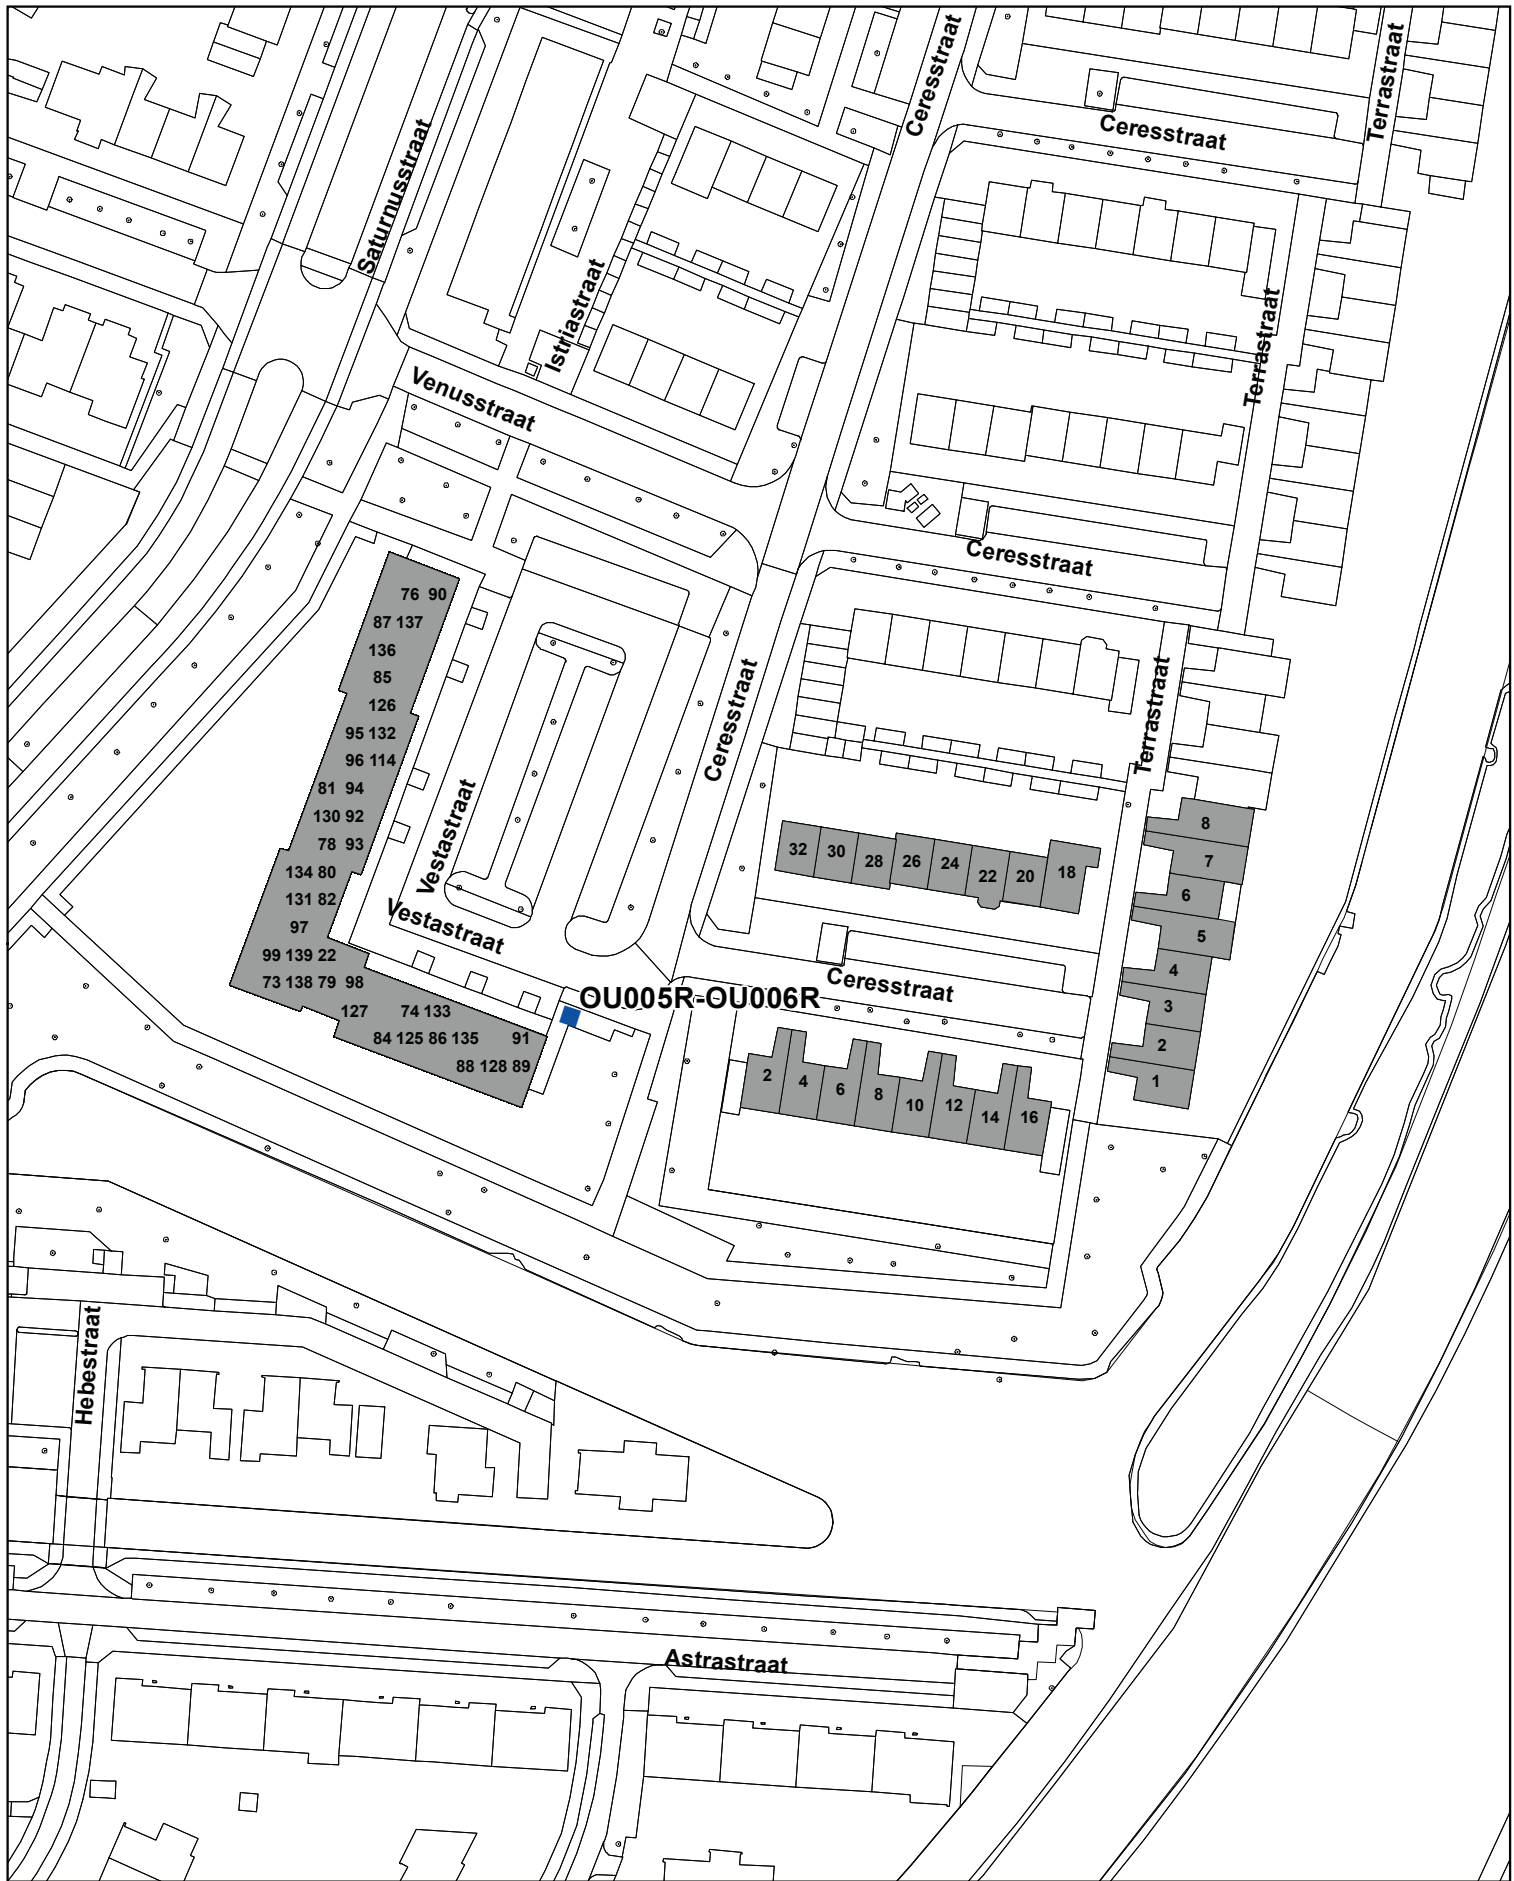 Ceresstraat
Terrastraat
Ceresstraat
Saturnusstraat
Istriastraat
Terrastraat
Venusstraat
Ceresstraat
76 90
87 137
136
85
126
95 132
96 114
81 94
130 92
78 93
134 80
131 82
97
99 139 22
73 138 79 98
127 74 133
84 125 86 135 91
88 128 89
Ceresstraat
Terrastraat
Vestastraat
Vestastraat
32 30 28 26 24 22 20 18
8
7
6
5
4
3
2
1
Ceresstraat
OU005R-OU006R
2 4 6 8 10 12 14 16
Hebestraat
Astrastraat